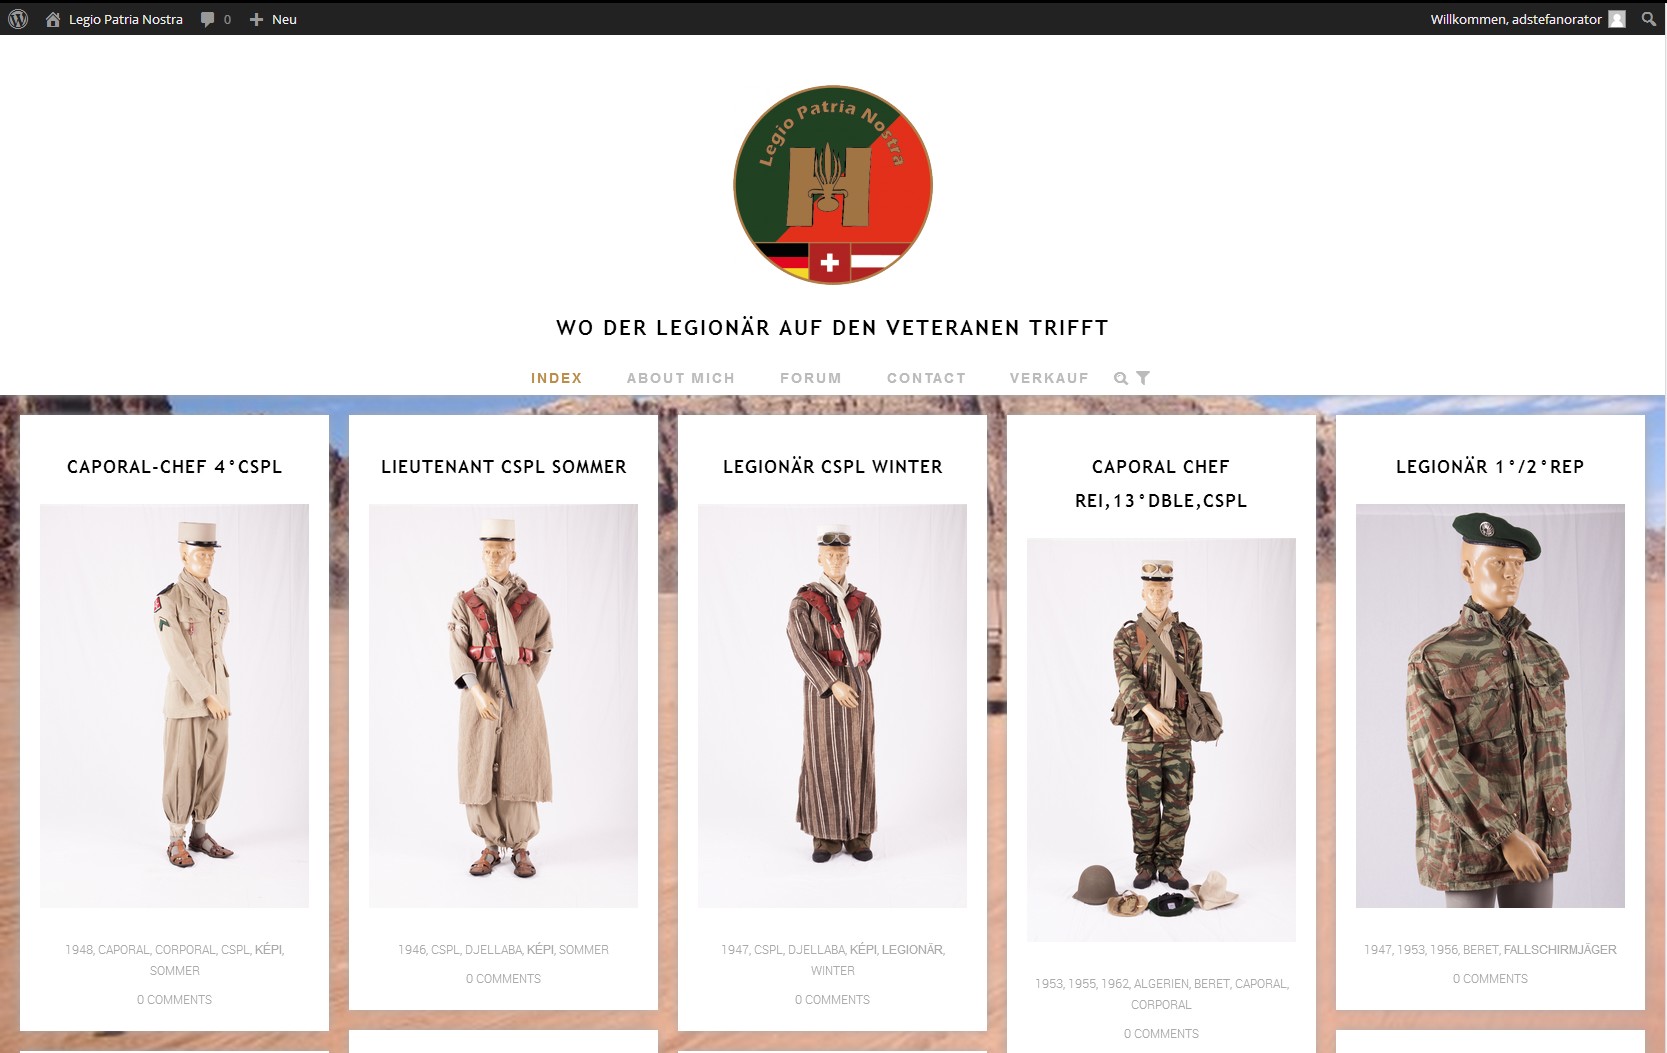 Legio Patria Nostra 0 Neu Willkommen, adstefanorator
Legio Patria Nostra
H
WO DER LEGIONÄR AUF DEN VETERANEN TRIFFT
INDEX ABOUT MICH FORUM CONTACT VERKAUF
CAPORAL-CHEF 4°CSPL
1948, CAPORAL, CORPORAL, CSPL, KÉPI,
SOMMER
0 COMMENTS
LIEUTENANT CSPL SOMMER
1946, CSPL, DJELLABA, KÉPI, SOMMER
0 COMMENTS
LEGIONÄR CSPL WINTER
1947, CSPL, DJELLABA, KÉPI, LEGIONÄR,
WINTER
0 COMMENTS
CAPORAL CHEF
REI,13°DBLE,CSPL
1953, 1955, 1962, ALGERIEN, BERET, CAPORAL,
CORPORAL
0 COMMENTS
LEGIONÄR 1°/2°REP
1947, 1953, 1956, BERET, FALLSCHIRMJÄGER
0 COMMENTS